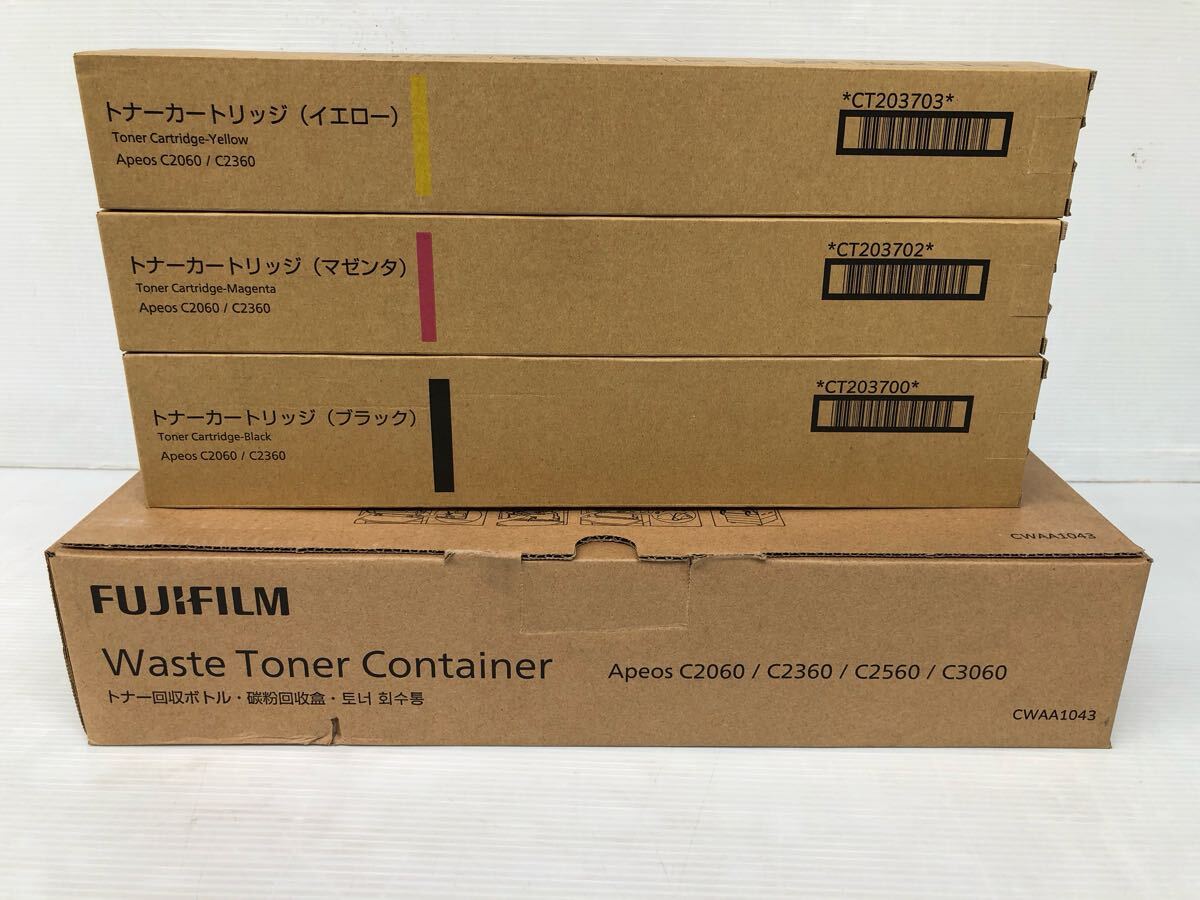 トナーカートリッジ（イエロー）
Toner Cartridge-Yellow
Apeos C2060 / C2360
*CT203703*
トナーカートリッジ（マゼンタ）
Toner Cartridge-Magenta
Apeos C2060 / C2360
*CT203702*
トナーカートリッジ（ブラック）
Toner Cartridge-Black
Apeos C2060 / C2360
*CT203700*
CWAA1043
FUJIFILM
Waste Toner Container
Apeos C2060 / C2360 / C2560 / C3060
トナー回収ボトル・碳粉回收盒・토너 회수통
CWAA1043